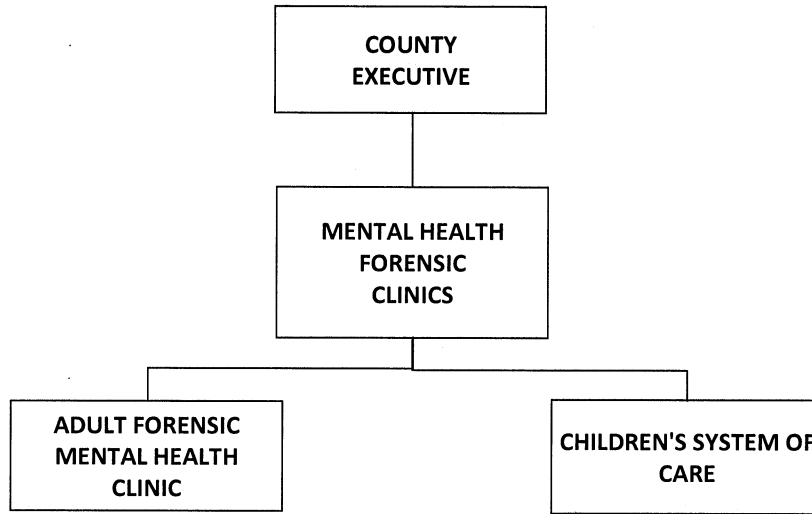 COUNTY
EXECUTIVE
MENTAL HEALTH
FORENSIC
CLINICS
ADULT FORENSIC
MENTAL HEALTH
CLINIC
CHILDREN'S SYSTEM OF
CARE